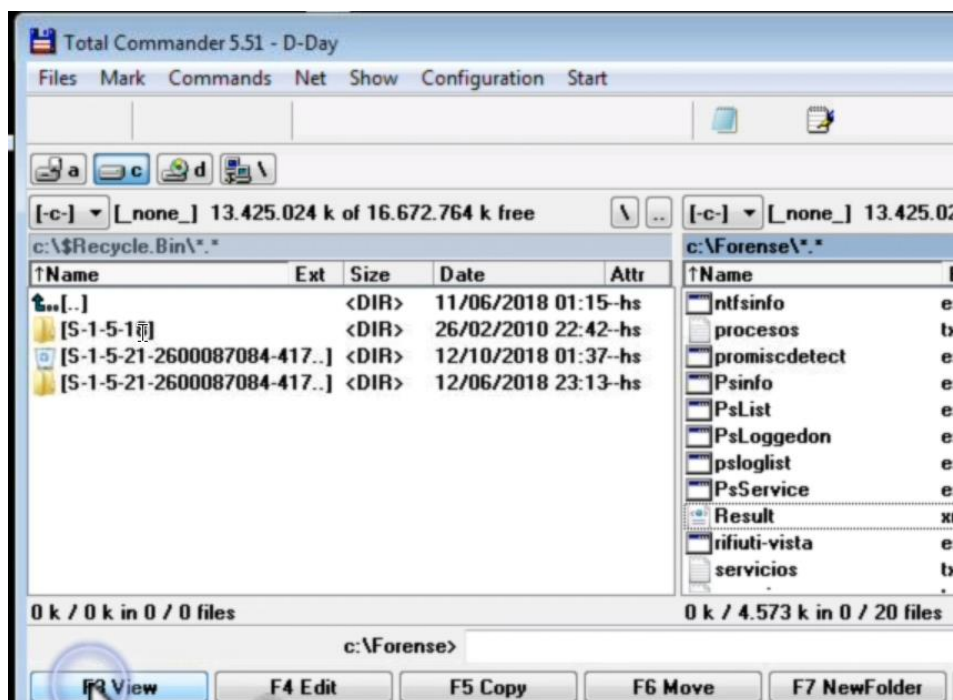 Total Commander 5.51 - D-Day
Files Mark Commands Net Show Configuration Start
a c d \
[-c-] [_none_] 13.425.024 k of 16.672.764 k free \ .. [-c-] [_none_] 13.425.02
c:\$Recycle.Bin\*.* c:\Forense\*.*
↑Name Ext Size Date Attr ↑Name
[..] <DIR> 11/06/2018 01:15 --hs ntfsinfo e
<DIR> 26/02/2010 22:42 --hs procesos tx
[S-1-5-21-2600087084-417..] <DIR> 12/10/2018 01:37 --hs promiscdetect e
[S-1-5-21-2600087084-417..] <DIR> 12/06/2018 23:13 --hs Psinfo e
PsList e
PsLoggedon e
psloglist e
PsService e
Result x
rifiuti-vista e
servicios tx
0 k / 0 k in 0 / 0 files 0 k / 4.573 k in 0 / 20 files
c:\Forense>
F3 View F4 Edit F5 Copy F6 Move F7 NewFolder